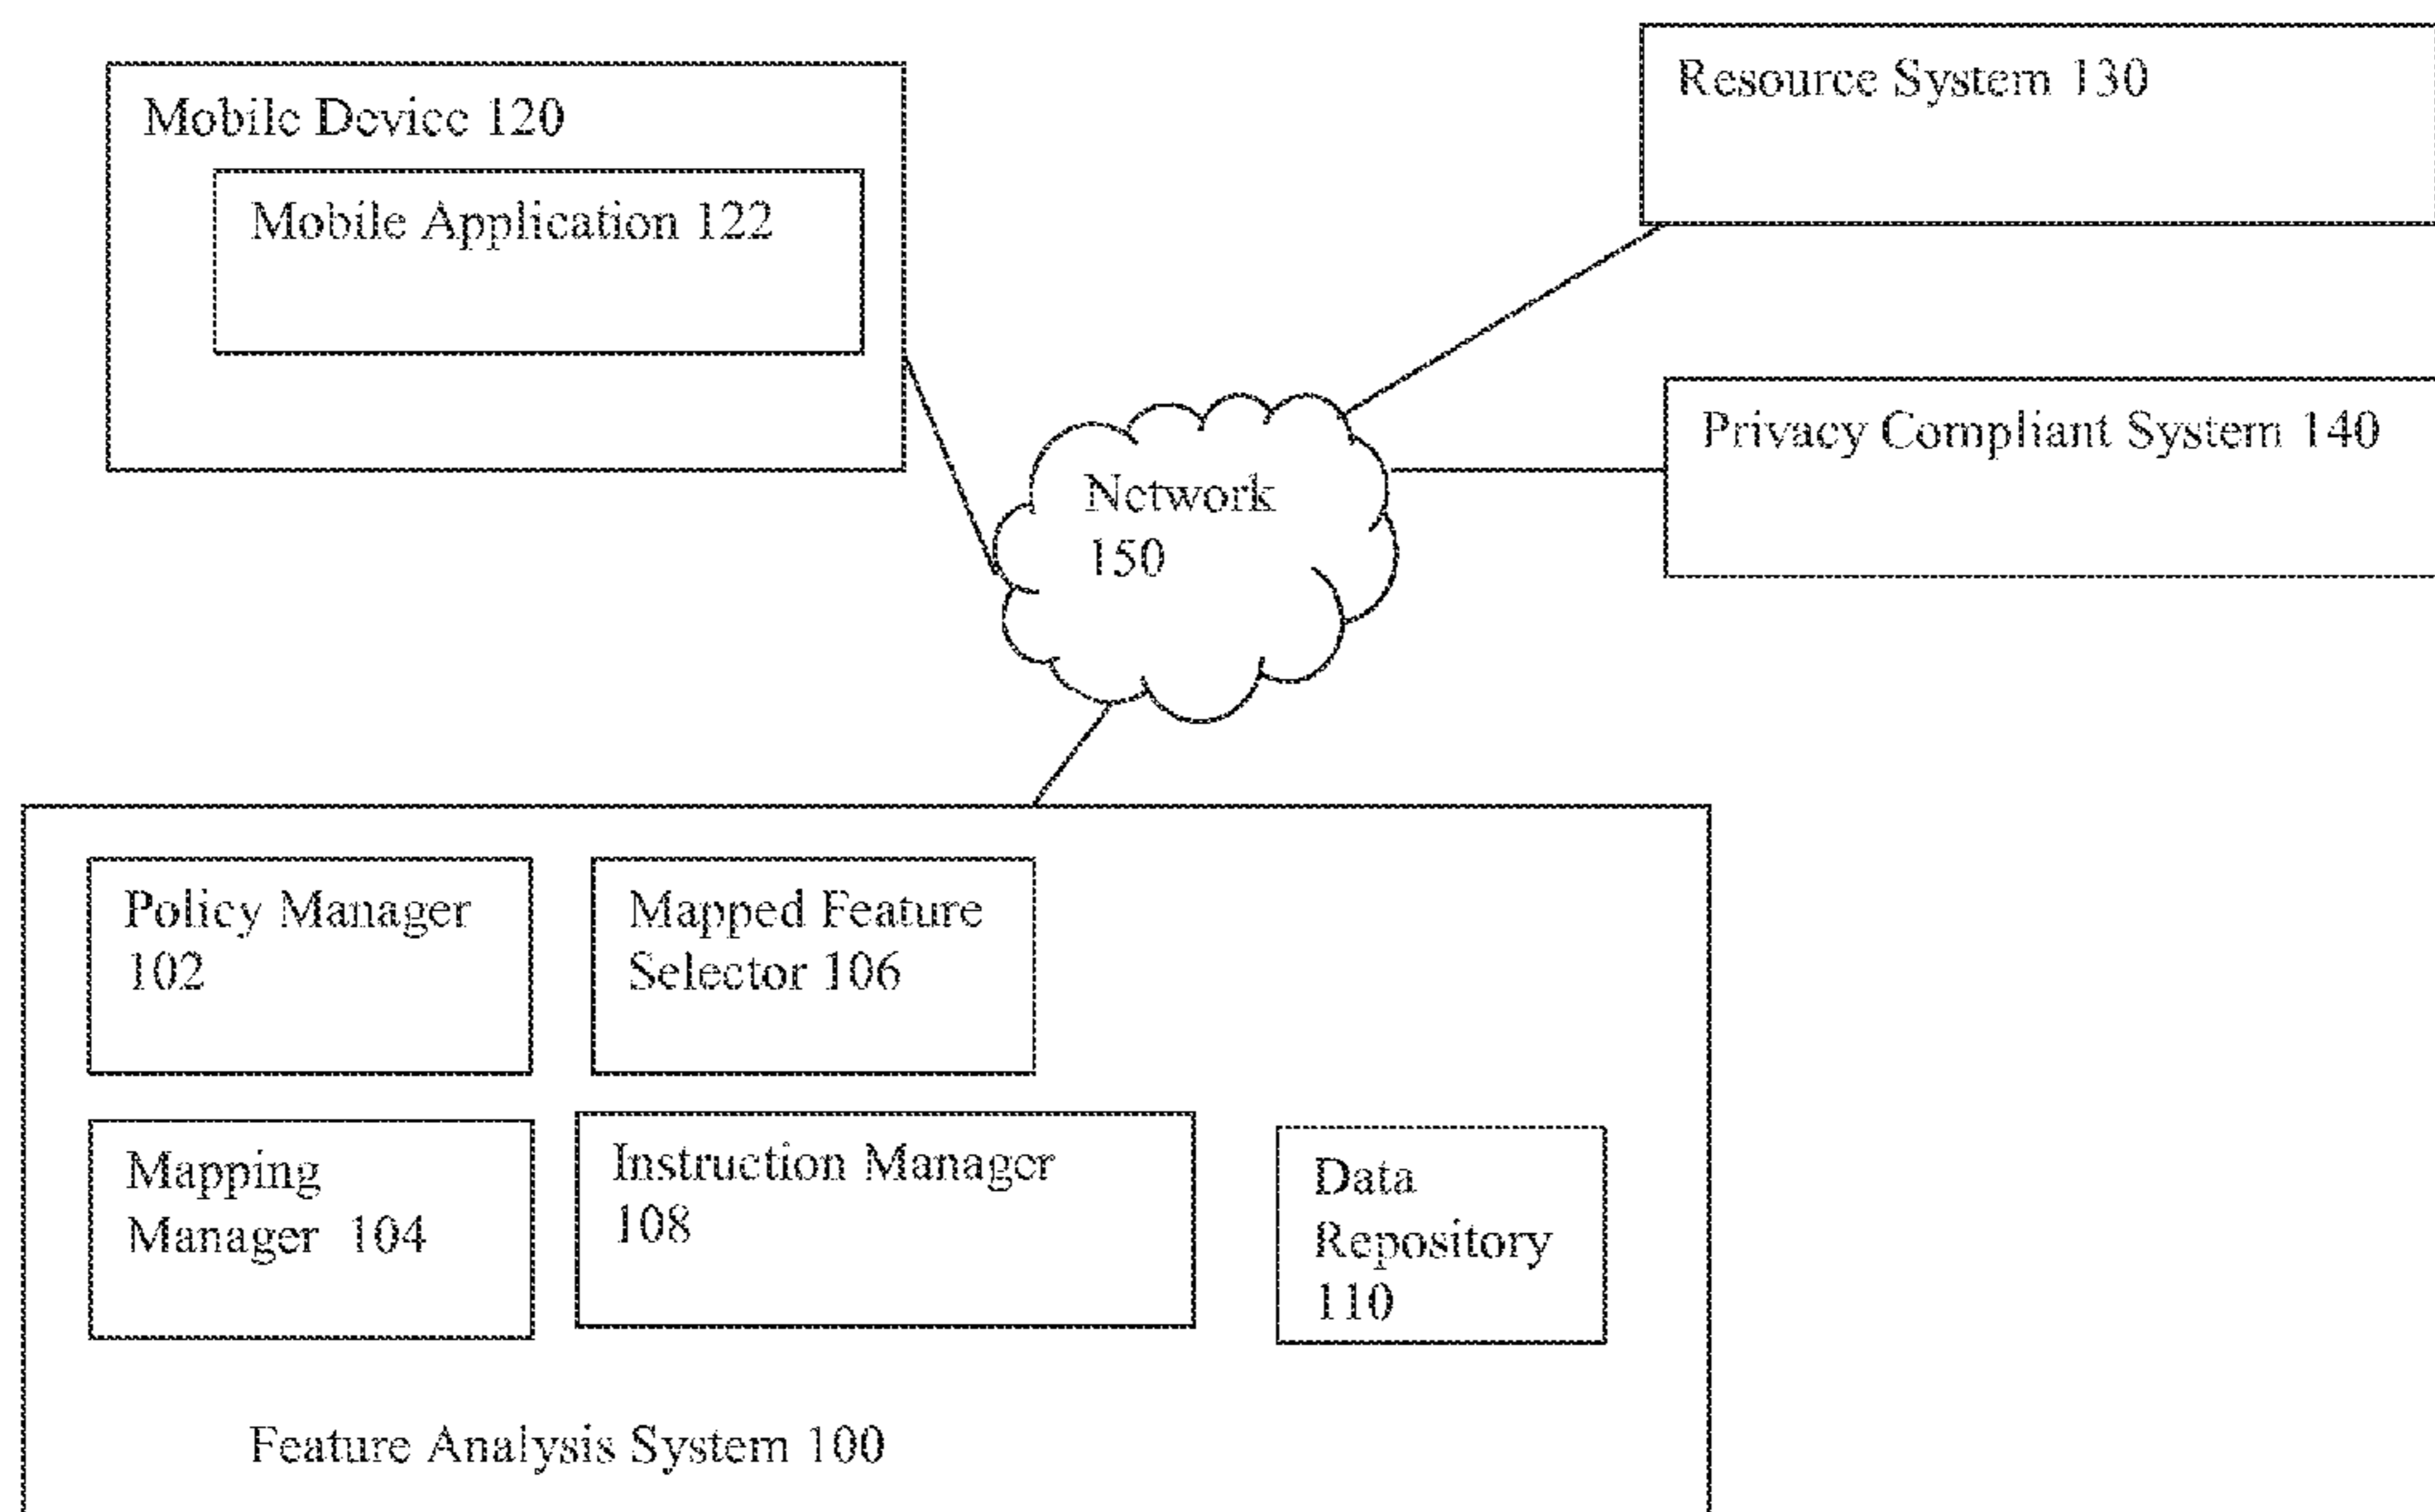 Mobile Device 120
Mobile Application 122
Resource System 130
Privacy Compliant System 140
Network
150
Policy Manager
102
Mapped Feature
Selector 106
Mapping
Manager 104
Instruction Manager
108
Data
Repository
110
Feature Analysis System 100